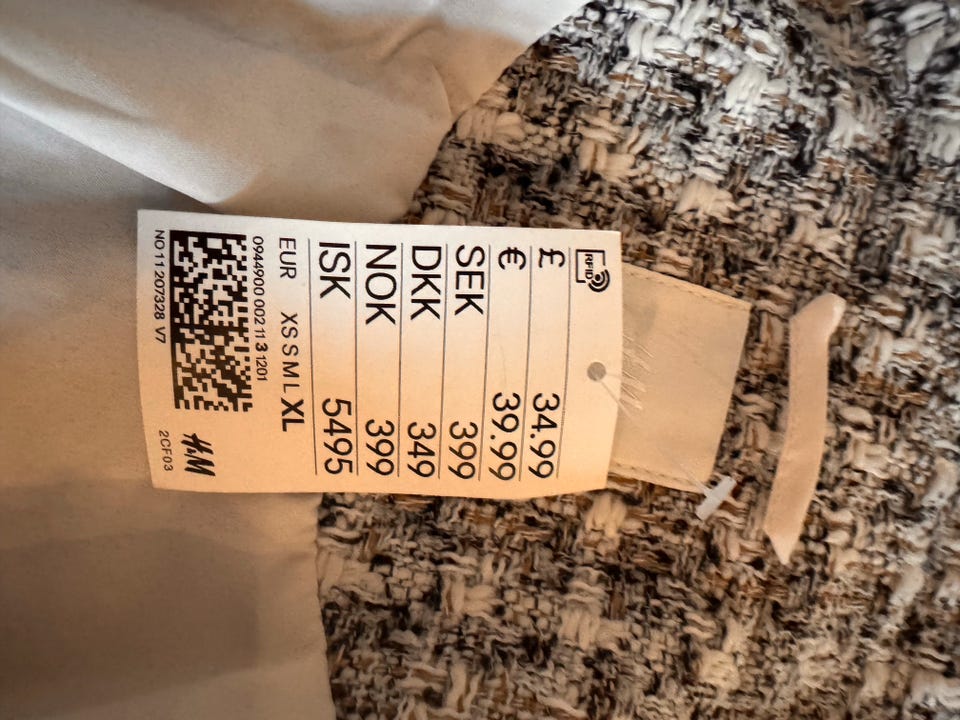 RFID
£ 34.99
€ 39.99
SEK 399
DKK 349
NOK 399
ISK 5495
EUR XS S M L XL
0944900 002 11 3 1201
H&M
NO 11 207328 V7 2CF03